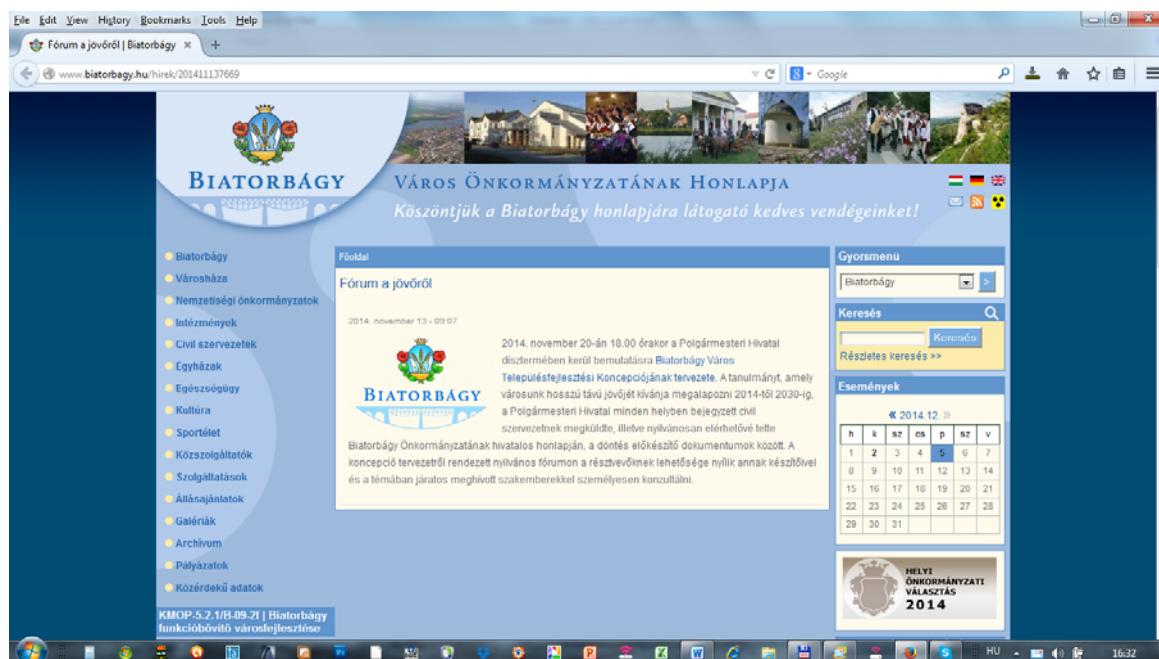 File Edit View History Bookmarks Tools Help
Fórum a jövőről | Biatorbágy × +
www.biatorbagy.hu/hirek/201411137669
Google
BIATORBÁGY
VÁROS ÖNKORMÁNYZATÁNAK HONLAPJA
Köszöntjük a Biatorbágy honlapjára látogató kedves vendégeinket!
Biatorbágy
Városháza
Nemzetiségi önkormányzatok
Intézmények
Civil szervezetek
Egyházak
Egészségügy
Kultúra
Sportélet
Közszolgáltatók
Szolgáltatások
Állásajánlatok
Galériák
Archívum
Pályázatok
Közérdekű adatok
KMOP-5.2.1/B-09-2f | Biatorbágy
funkcióbővítő városfejlesztése
Főoldal
Fórum a jövőről
2014. november 13 - 09:07
BIATORBÁGY
2014. november 20-án 18.00 órakor a Polgármesteri Hivatal
dísztermében kerül bemutatásra Biatorbágy Város
Településfejlesztési Koncepciójának tervezete. A tanulmányt, amely
városunk hosszú távú jövőjét kívánja megalapozni 2014-től 2030-ig,
a Polgármesteri Hivatal minden helyben bejegyzett civil
szervezetnek megküldte, illetve nyilvánosan elérhetővé tette
Biatorbágy Önkormányzatának hivatalos honlapján, a döntés előkészítő dokumentumok között. A
koncepció tervezetről rendezett nyilvános fórumon a résztvevőknek lehetősége nyílik annak készítőivel
és a témában járatos meghívott szakemberekkel személyesen konzultálni.
Gyorsmenü
Biatorbágy >
Keresés
Keresés
Részletes keresés >>
Események
« 2014.12. »
h k sz cs p sz v
1 2 3 4 5 6 7
8 9 10 11 12 13 14
15 16 17 18 19 20 21
22 23 24 25 26 27 28
29 30 31
HELYI
ÖNKORMÁNYZATI
VÁLASZTÁS
2014
HU 16:32